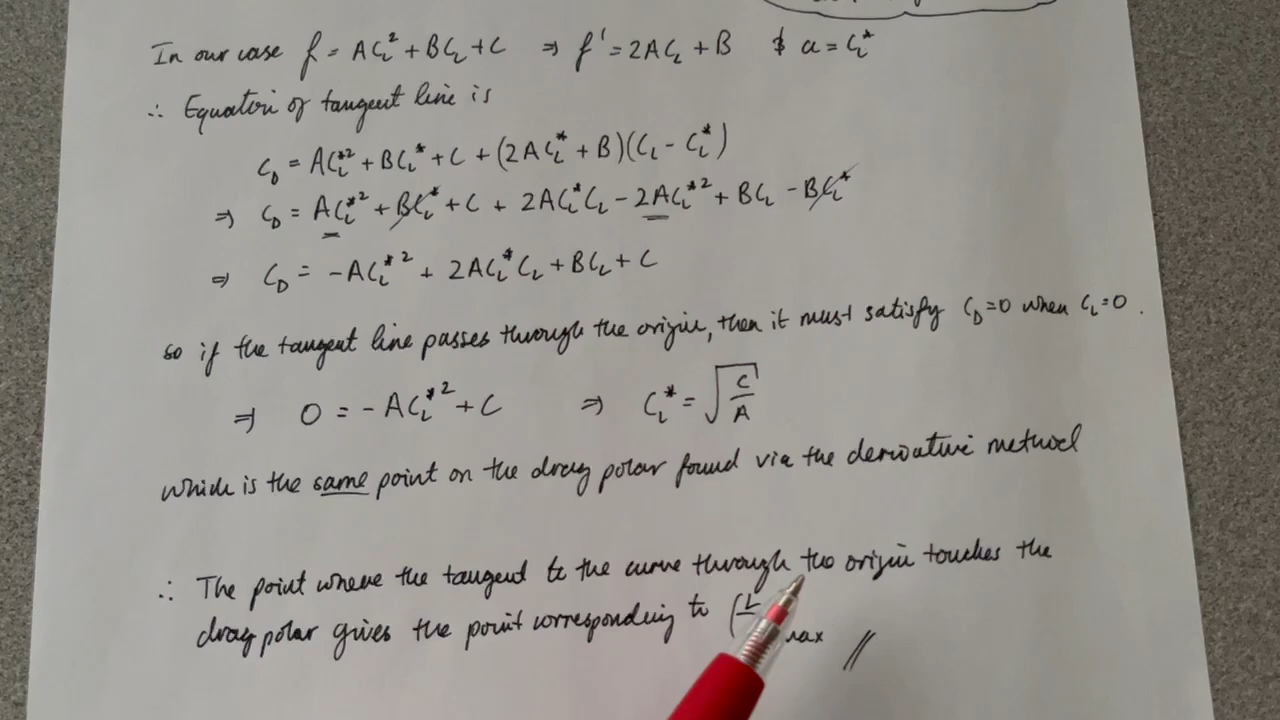 In our case f = AC_L² + BC_L + C ⇒ f' = 2AC_L + B & a = C_L*
∴ Equation of tangent line is
C_D = AC_L*² + BC_L* + C + (2AC_L* + B)(C_L - C_L*)
⇒ C_D = AC_L*² + BC_L* + C + 2AC_L*C_L - 2AC_L*² + BC_L - BC_L*
⇒ C_D = -AC_L*² + 2AC_L*C_L + BC_L + C
so if the tangent line passes through the origin, then it must satisfy C_D=0 when C_L=0.
⇒ 0 = -AC_L*² + C ⇒ C_L* = √(C/A)
which is the same point on the drag polar found via the derivative method
∴ The point where the tangent to the curve through the origin touches the
drag polar gives the point corresponding to (L max //